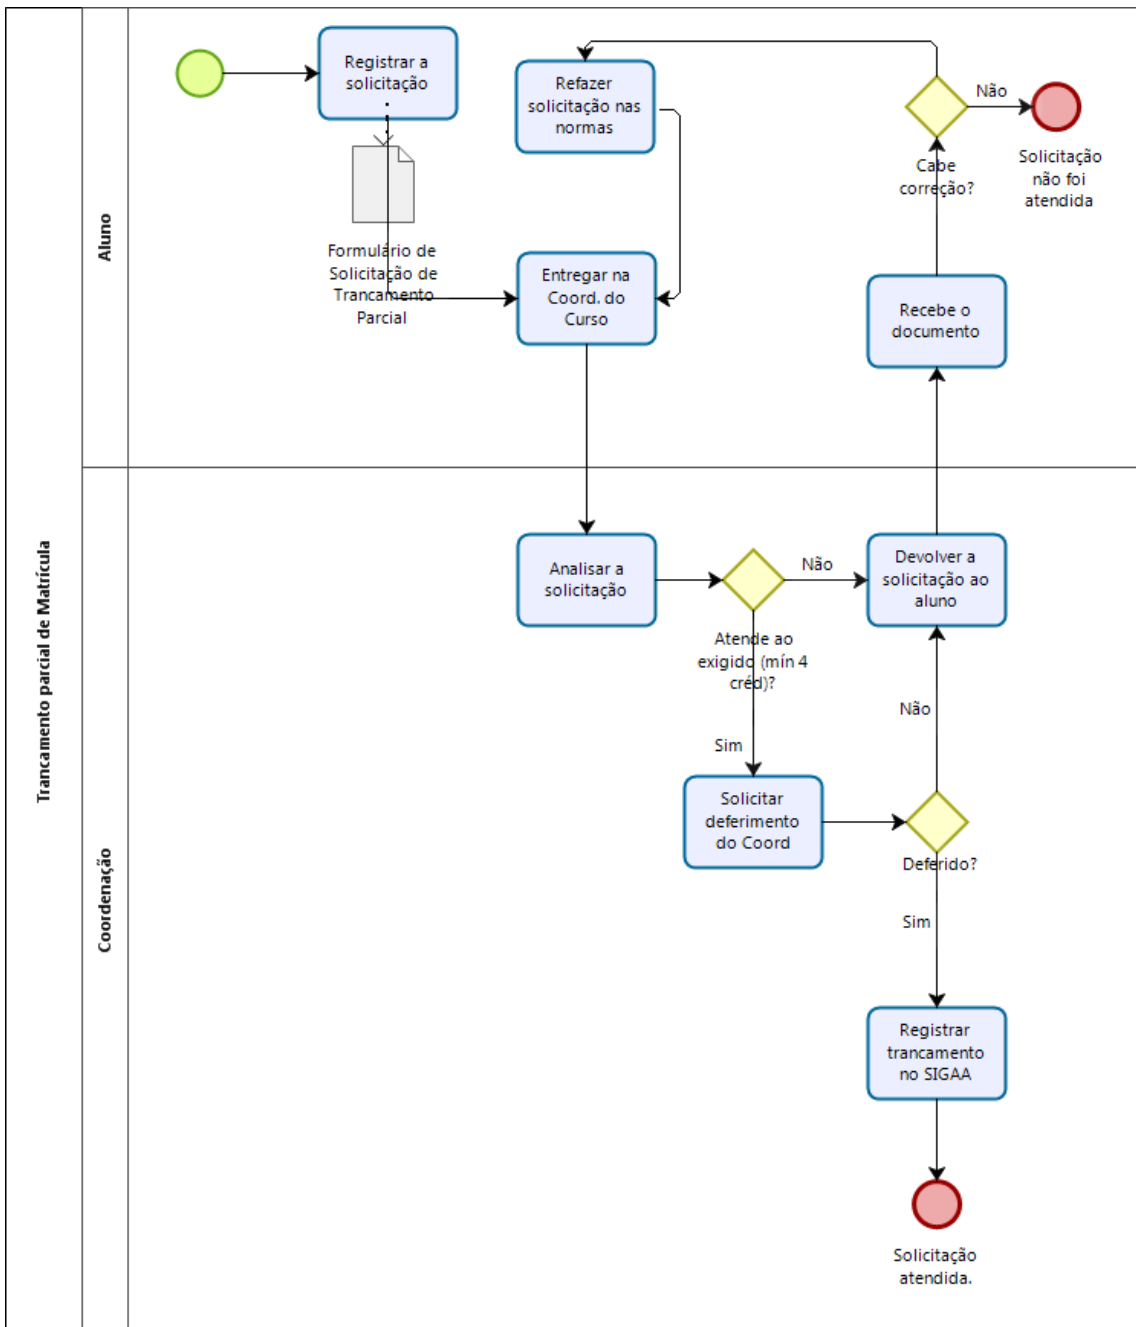 Trancamento parcial de Matrícula
Aluno
Registrar a
solicitação
Formulário de
Solicitação de
Trancamento
Parcial
Refazer
solicitação nas
normas
Entregar na
Coord. do
Curso
Cabe
correção?
Não
Solicitação
não foi
atendida
Recebe o
documento
Coordenação
Analisar a
solicitação
Atende ao
exigido (mín 4
créd)?
Não
Devolver a
solicitação ao
aluno
Sim
Solicitar
deferimento
do Coord
Não
Deferido?
Sim
Registrar
trancamento
no SIGAA
Solicitação
atendida.